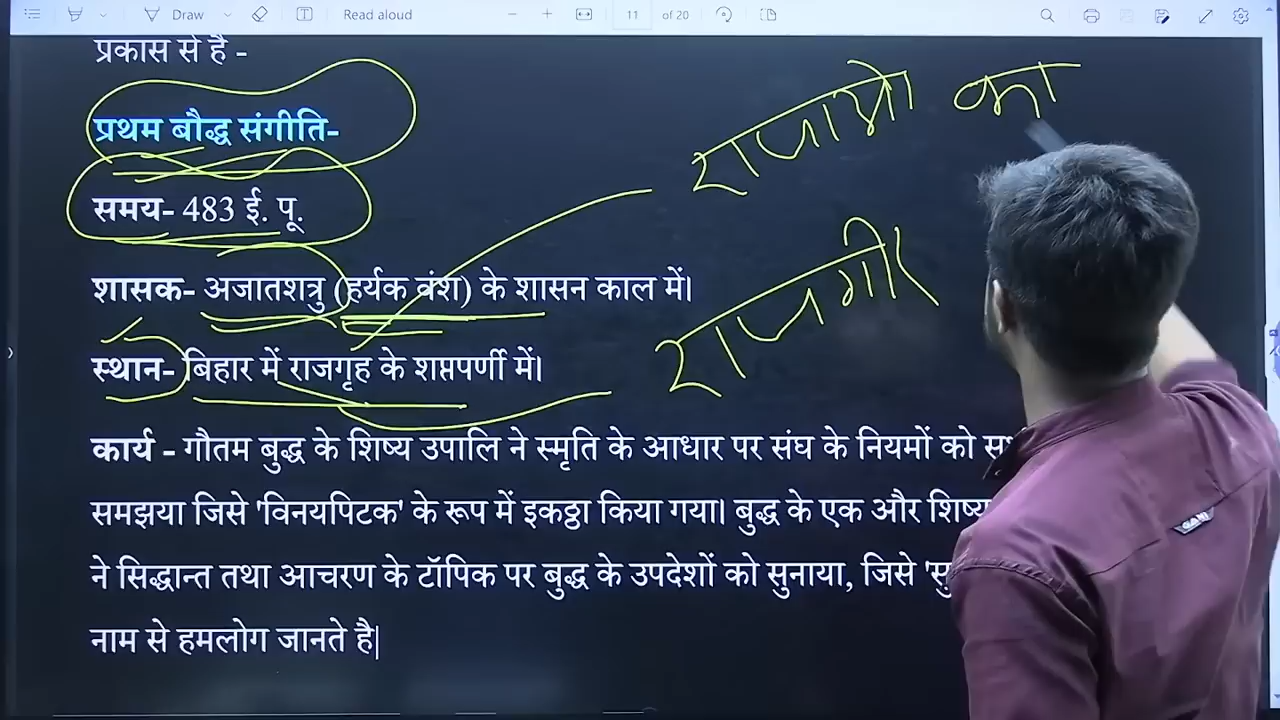 Draw
Read aloud
11
of 20
प्रकास से है -
प्रथम बौद्ध संगीति-
समय- 483 ई. पू.
शासक- अजातशत्रु (हर्यक वंश) के शासन काल में।
स्थान- बिहार में राजगृह के शप्तपर्णी में।
कार्य - गौतम बुद्ध के शिष्य उपालि ने स्मृति के आधार पर संघ के नियमों को
समझया जिसे 'विनयपिटक' के रूप में इकठ्ठा किया गया। बुद्ध के एक और शिष्य
ने सिद्धान्त तथा आचरण के टॉपिक पर बुद्ध के उपदेशों को सुनाया, जिसे
नाम से हमलोग जानते है|
राजाओ का
राजगीर